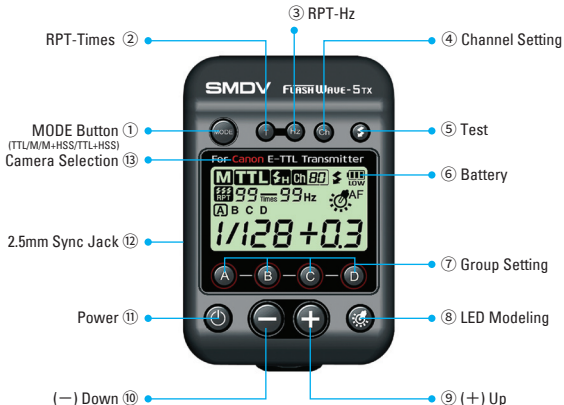 ③ RPT-Hz
RPT-Times ②
④ Channel Setting
SMDV FLASHWAVE-5TX
MODE T Hz Ch
MODE Button ①
(TTL/M/M+HSS/TTL+HSS)
⑤ Test
Camera Selection ⑬
For Canon E-TTL Transmitter
M TTL H Ch 80 LOW
⑥ Battery
RPT 99 Times 99 Hz AF
A B C D
1/128+0.3
2.5mm Sync Jack ⑫
⑦ Group Setting
A B C D
Power ⑪
− +
⑧ LED Modeling
(−) Down ⑩
⑨ (+) Up